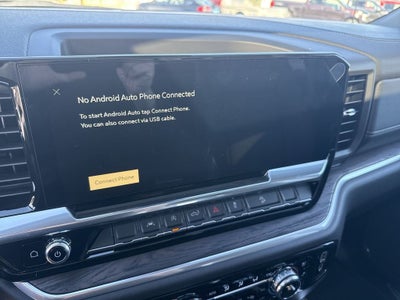 No Android Auto Phone Connected
To start Android Auto tap Connect Phone.
You can also connect via USB cable.
Connect Phone